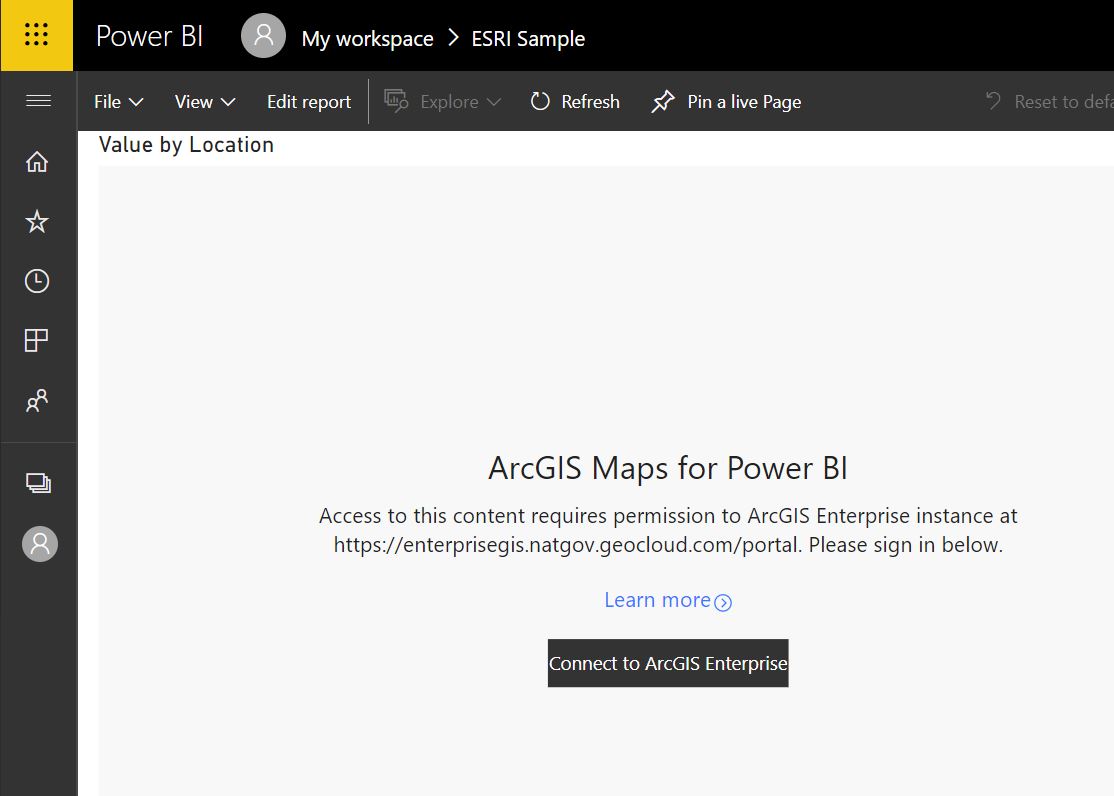 Power BI
My workspace > ESRI Sample
File View Edit report Explore Refresh Pin a live Page Reset to defa
Value by Location
ArcGIS Maps for Power BI
Access to this content requires permission to ArcGIS Enterprise instance at
https://enterprisegis.natgov.geocloud.com/portal. Please sign in below.
Learn more
Connect to ArcGIS Enterprise